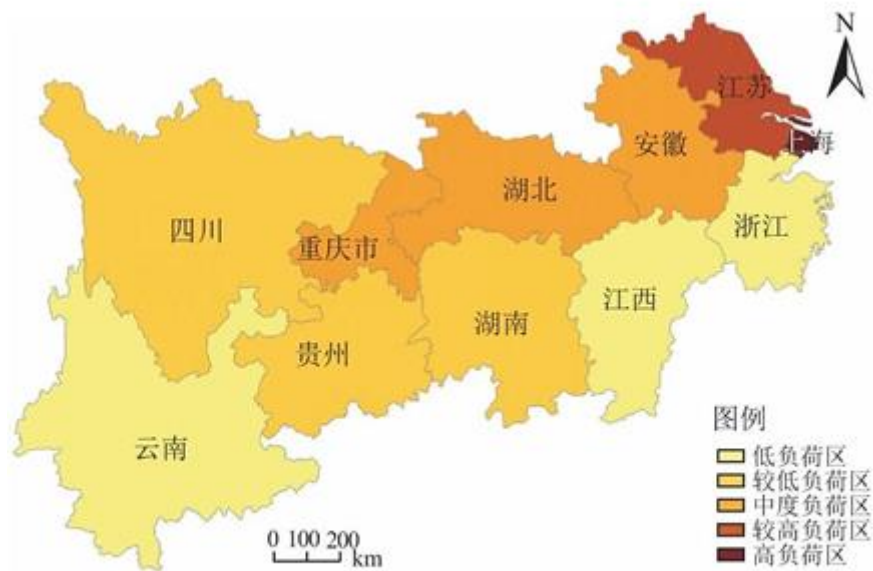 N
江苏
上海
安徽
湖北
四川
重庆市
浙江
江西
湖南
贵州
云南
图例
低负荷区
较低负荷区
中度负荷区
较高负荷区
高负荷区
0 100 200
km